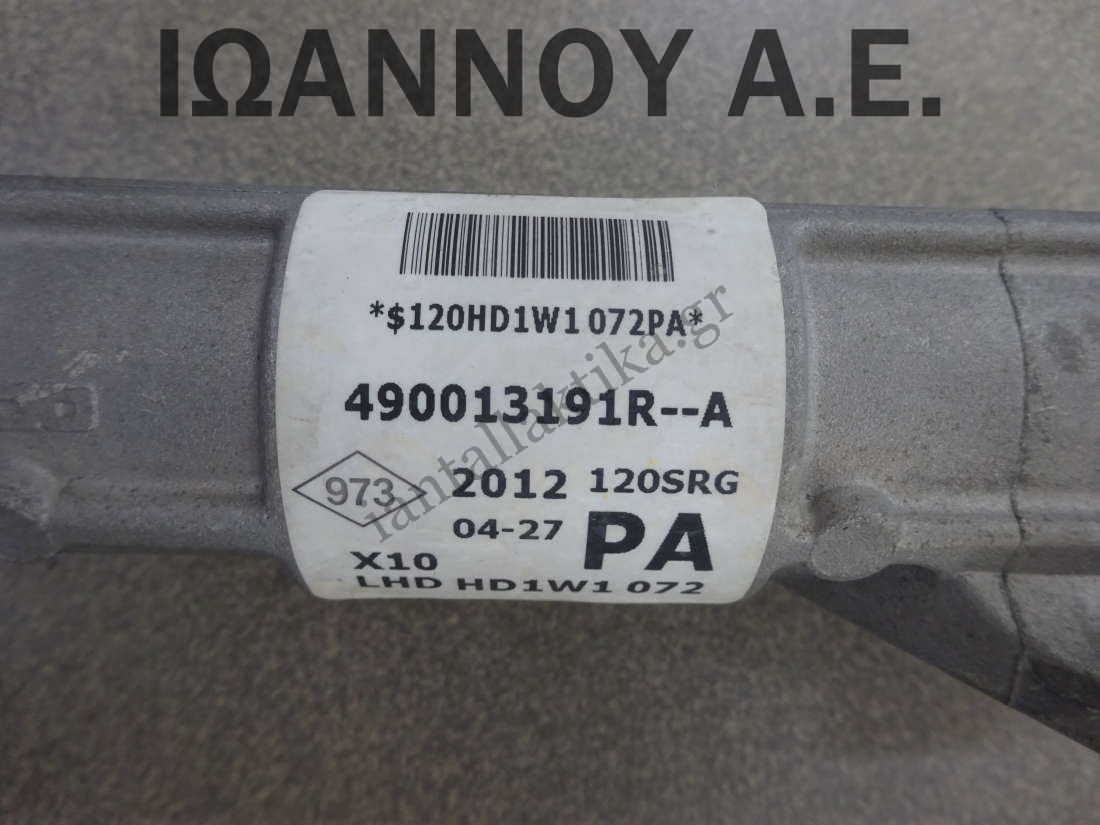 ΙΩΑΝΝΟΥ Α.Ε.
*$120HD1W1 072PA*
490013191R--A
973 2012 120SRG
04-27 PA
X10
LHD HD1W1 072
iantallaktika.gr